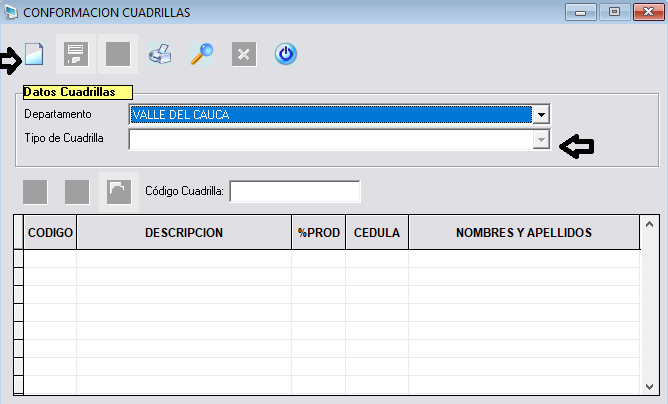 CONFORMACION CUADRILLAS
Datos Cuadrillas
Departamento VALLE DEL CAUCA
Tipo de Cuadrilla
Código Cuadrilla:
CODIGO DESCRIPCION %PROD CEDULA NOMBRES Y APELLIDOS